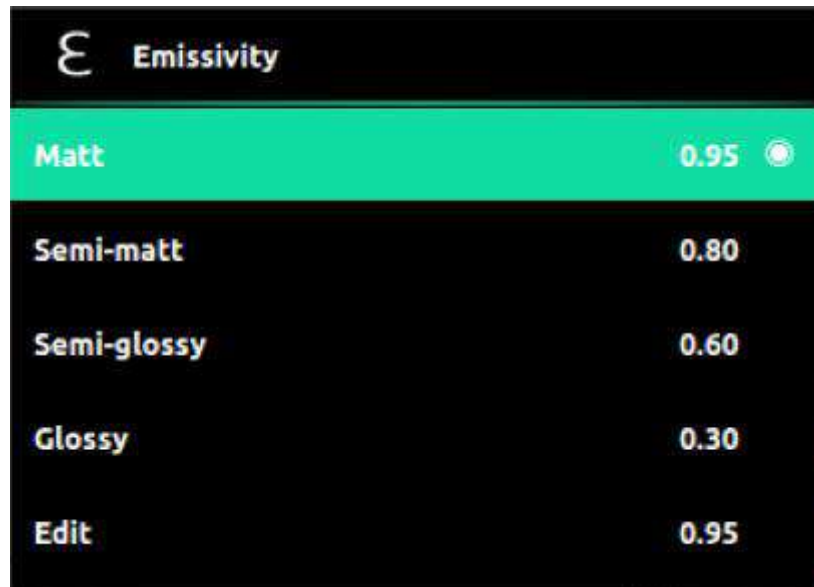 ε Emissivity
Matt 0.95
Semi-matt 0.80
Semi-glossy 0.60
Glossy 0.30
Edit 0.95